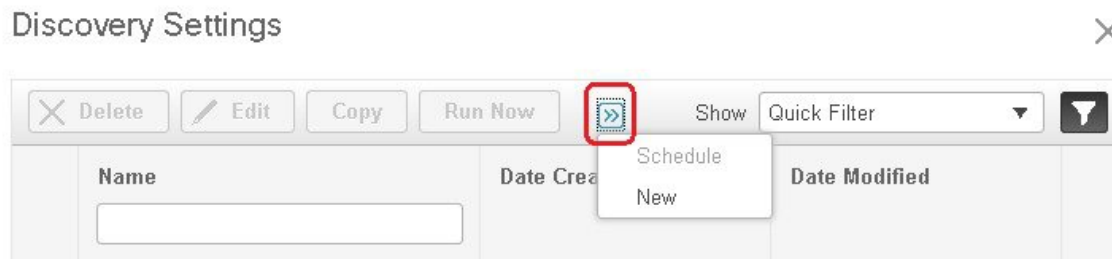 Discovery Settings
Delete Edit Copy Run Now Show Quick Filter
Schedule
Name Date Crea Date Modified
New